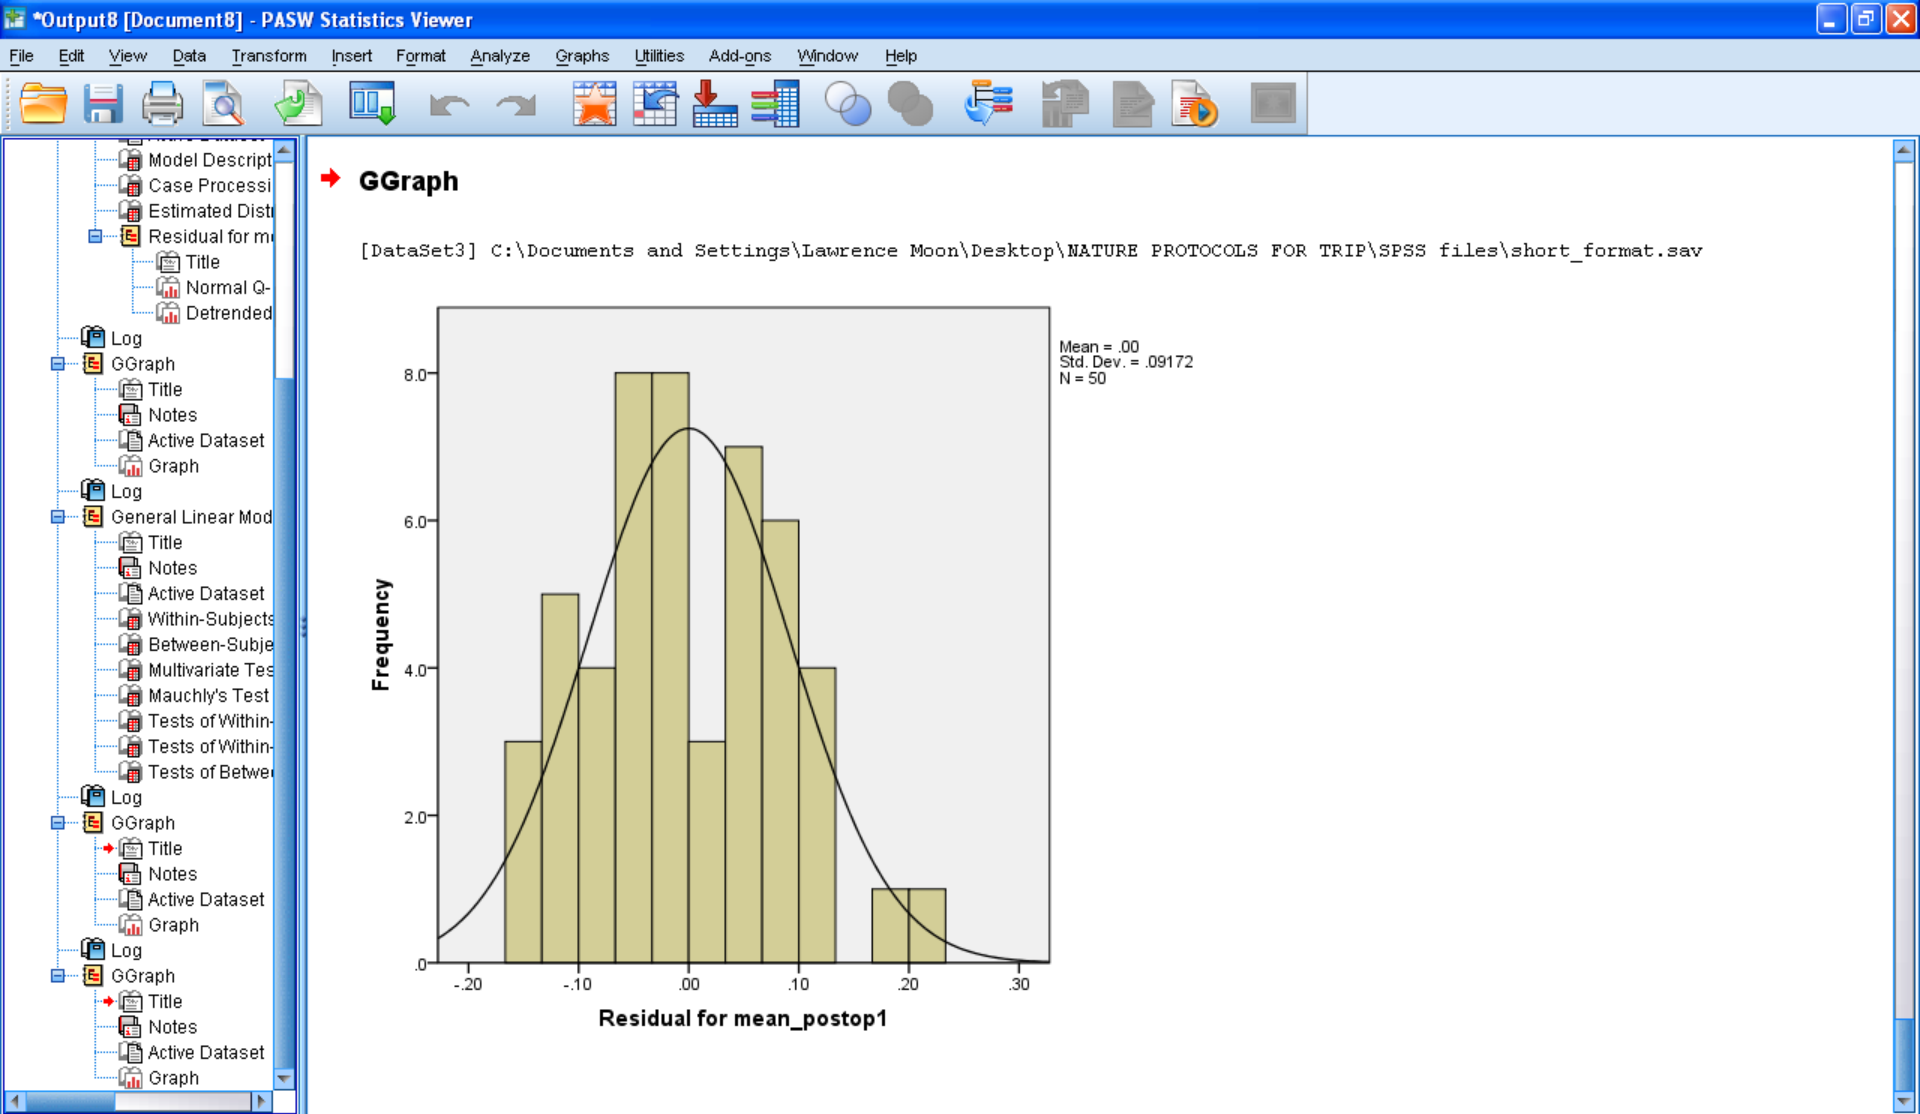 *Output8 [Document8] - PASW Statistics Viewer
File Edit View Data Transform Insert Format Analyze Graphs Utilities Add-ons Window Help
Model Descript
Case Processi
Estimated Distr
Residual for m
Title
Normal Q-
Detrended
Log
GGraph
Title
Notes
Active Dataset
Graph
Log
General Linear Mod
Title
Notes
Active Dataset
Within-Subjects
Between-Subje
Multivariate Tes
Mauchly's Test
Tests of Within-
Tests of Within-
Tests of Betwe
Log
GGraph
Title
Notes
Active Dataset
Graph
Log
GGraph
Title
Notes
Active Dataset
Graph
GGraph
[DataSet3] C:\Documents and Settings\Lawrence Moon\Desktop\NATURE PROTOCOLS FOR TRIP\SPSS files\short_format.sav
Mean = .00
Std. Dev. = .09172
N = 50
Frequency
8.0
6.0
4.0
2.0
.0
-.20 -.10 .00 .10 .20 .30
Residual for mean_postop1